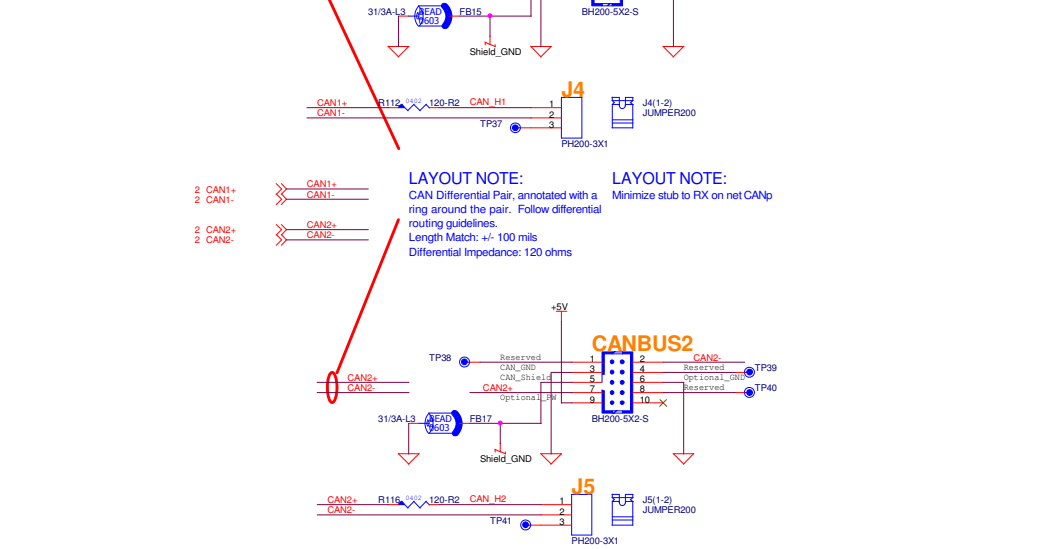 31/3A-L3 BEAD 0603 FB15
BH200-5X2-S
Shield_GND
J4
CAN1+ R112 0402 120-R2 CAN_H1 1
CAN1- 2
TP37 3
PH200-3X1
J4(1-2)
JUMPER200
2 CAN1+ CAN1+
2 CAN1- CAN1-
2 CAN2+ CAN2+
2 CAN2- CAN2-
LAYOUT NOTE:
CAN Differential Pair, annotated with a
ring around the pair. Follow differential
routing guidelines.
Length Match: +/- 100 mils
Differential Impedance: 120 ohms
LAYOUT NOTE:
Minimize stub to RX on net CANp
+5V
CANBUS2
TP38 Reserved 1 2 CAN2-
CAN_GND 3 4 Reserved TP39
CAN2+ CAN_Shield 5 6 Optional_GND
CAN2- CAN2+ 7 8 Reserved TP40
Optional_PW 9 10
BH200-5X2-S
31/3A-L3 BEAD 0603 FB17
Shield_GND
J5
CAN2+ R116 0402 120-R2 CAN_H2 1
CAN2- 2
TP41 3
PH200-3X1
J5(1-2)
JUMPER200